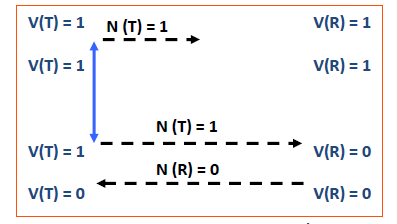 V(T) = 1 N (T) = 1 V(R) = 1
V(T) = 1 V(R) = 1
N (T) = 1
V(T) = 1 V(R) = 0
N (R) = 0
V(T) = 0 V(R) = 0